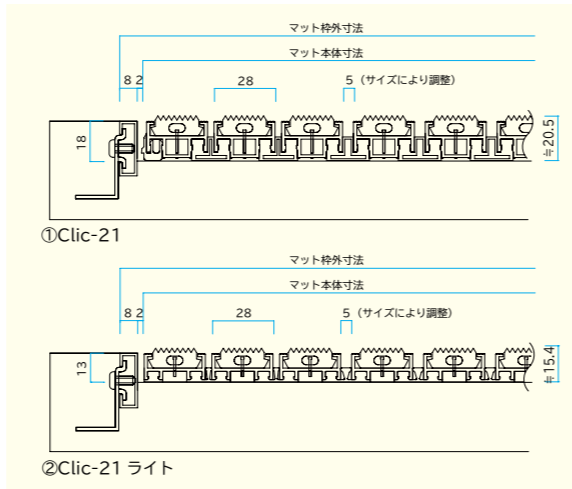 マット枠外寸法
マット本体寸法
8 2 28 5（サイズにより調整）
18
≒20.5
①Clic-21
マット枠外寸法
マット本体寸法
8 2 28 5（サイズにより調整）
13
≒15.4
②Clic-21 ライト